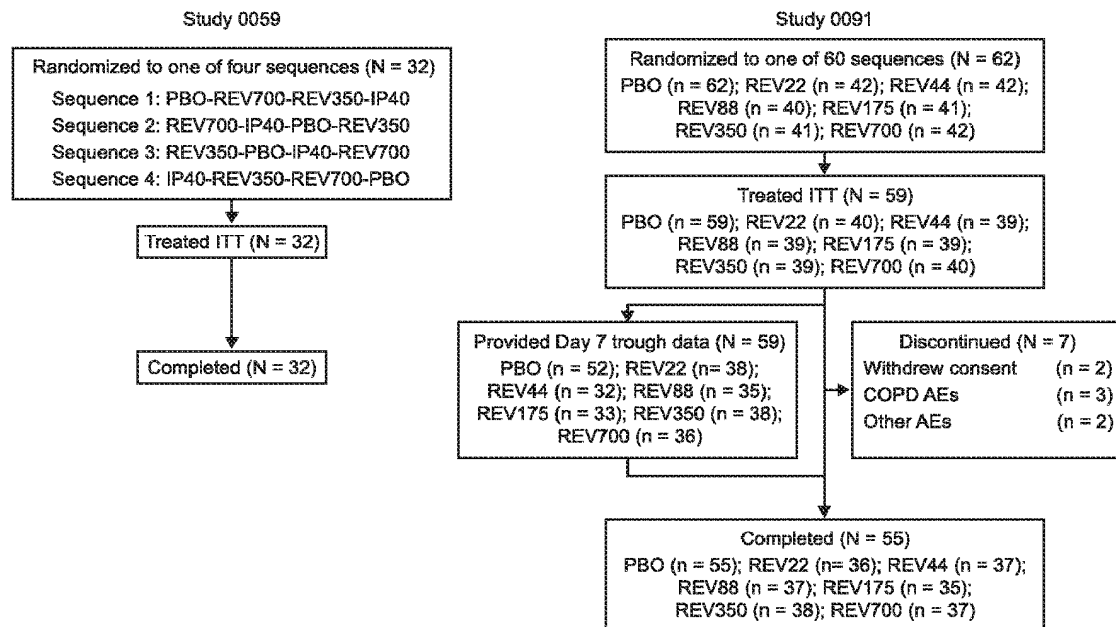 Study 0059
Randomized to one of four sequences (N = 32)
Sequence 1: PBO-REV700-REV350-IP40
Sequence 2: REV700-IP40-PBO-REV350
Sequence 3: REV350-PBO-IP40-REV700
Sequence 4: IP40-REV350-REV700-PBO
Treated ITT (N = 32)
Completed (N = 32)
Study 0091
Randomized to one of 60 sequences (N = 62)
PBO (n = 62); REV22 (n = 42); REV44 (n = 42);
REV88 (n = 40); REV175 (n = 41);
REV350 (n = 41); REV700 (n = 42)
Treated ITT (N = 59)
PBO (n = 59); REV22 (n = 40); REV44 (n = 39);
REV88 (n = 39); REV175 (n = 39);
REV350 (n = 39); REV700 (n = 40)
Provided Day 7 trough data (N = 59)
PBO (n = 52); REV22 (n= 38);
REV44 (n = 32); REV88 (n = 35);
REV175 (n = 33); REV350 (n = 38);
REV700 (n = 36)
Discontinued (N = 7)
Withdrew consent (n = 2)
COPD AEs (n = 3)
Other AEs (n = 2)
Completed (N = 55)
PBO (n = 55); REV22 (n= 36); REV44 (n = 37);
REV88 (n = 37); REV175 (n = 35);
REV350 (n = 38); REV700 (n = 37)